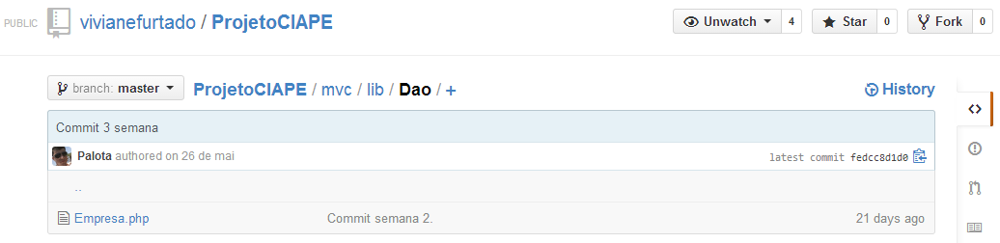 PUBLIC vivianefurtado / ProjetoCIAPE Unwatch 4 Star 0 Fork 0
branch: master ProjetoCIAPE / mvc / lib / Dao / + History
Commit 3 semana
Palota authored on 26 de mai latest commit fedcc8d1d0
..
Empresa.php Commit semana 2. 21 days ago